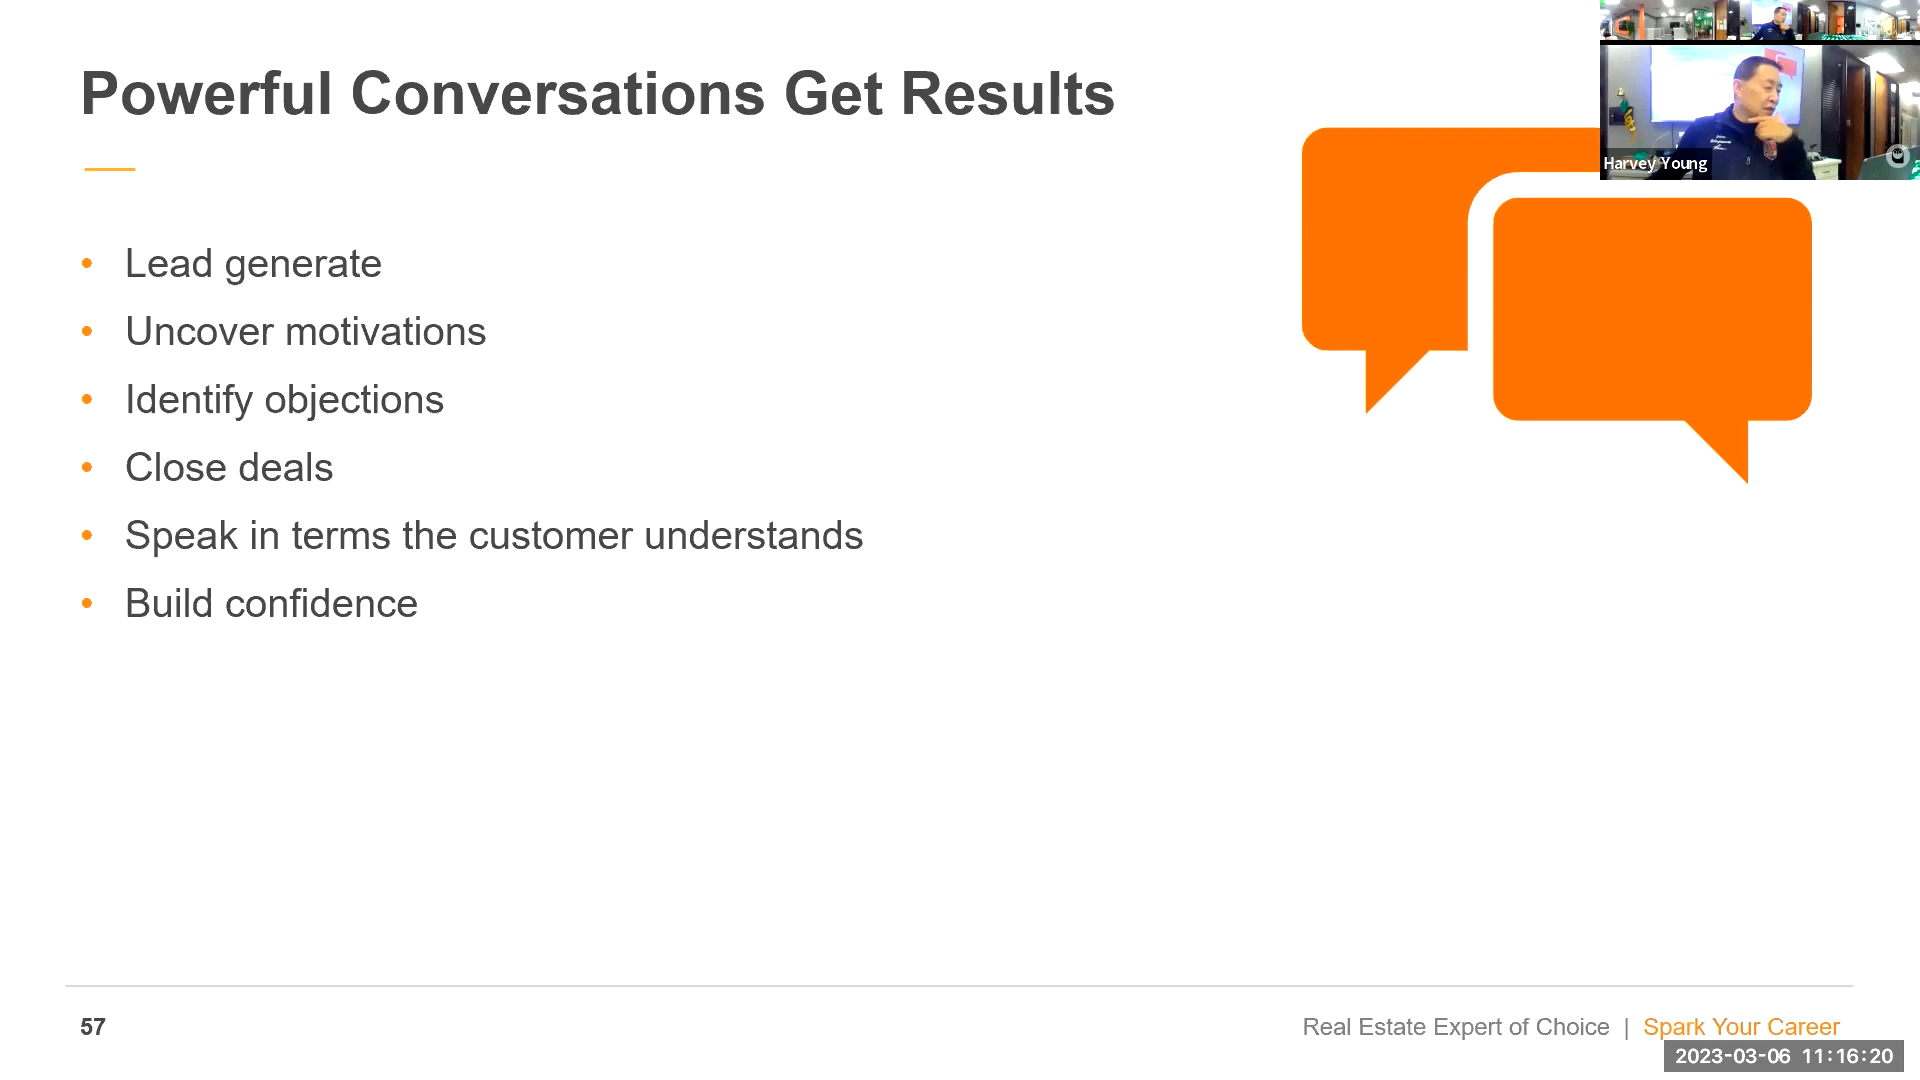 Powerful Conversations Get Results
Harvey Young
• Lead generate
• Uncover motivations
• Identify objections
• Close deals
• Speak in terms the customer understands
• Build confidence
57
Real Estate Expert of Choice | Spark Your Career
2023-03-06 11:16:20